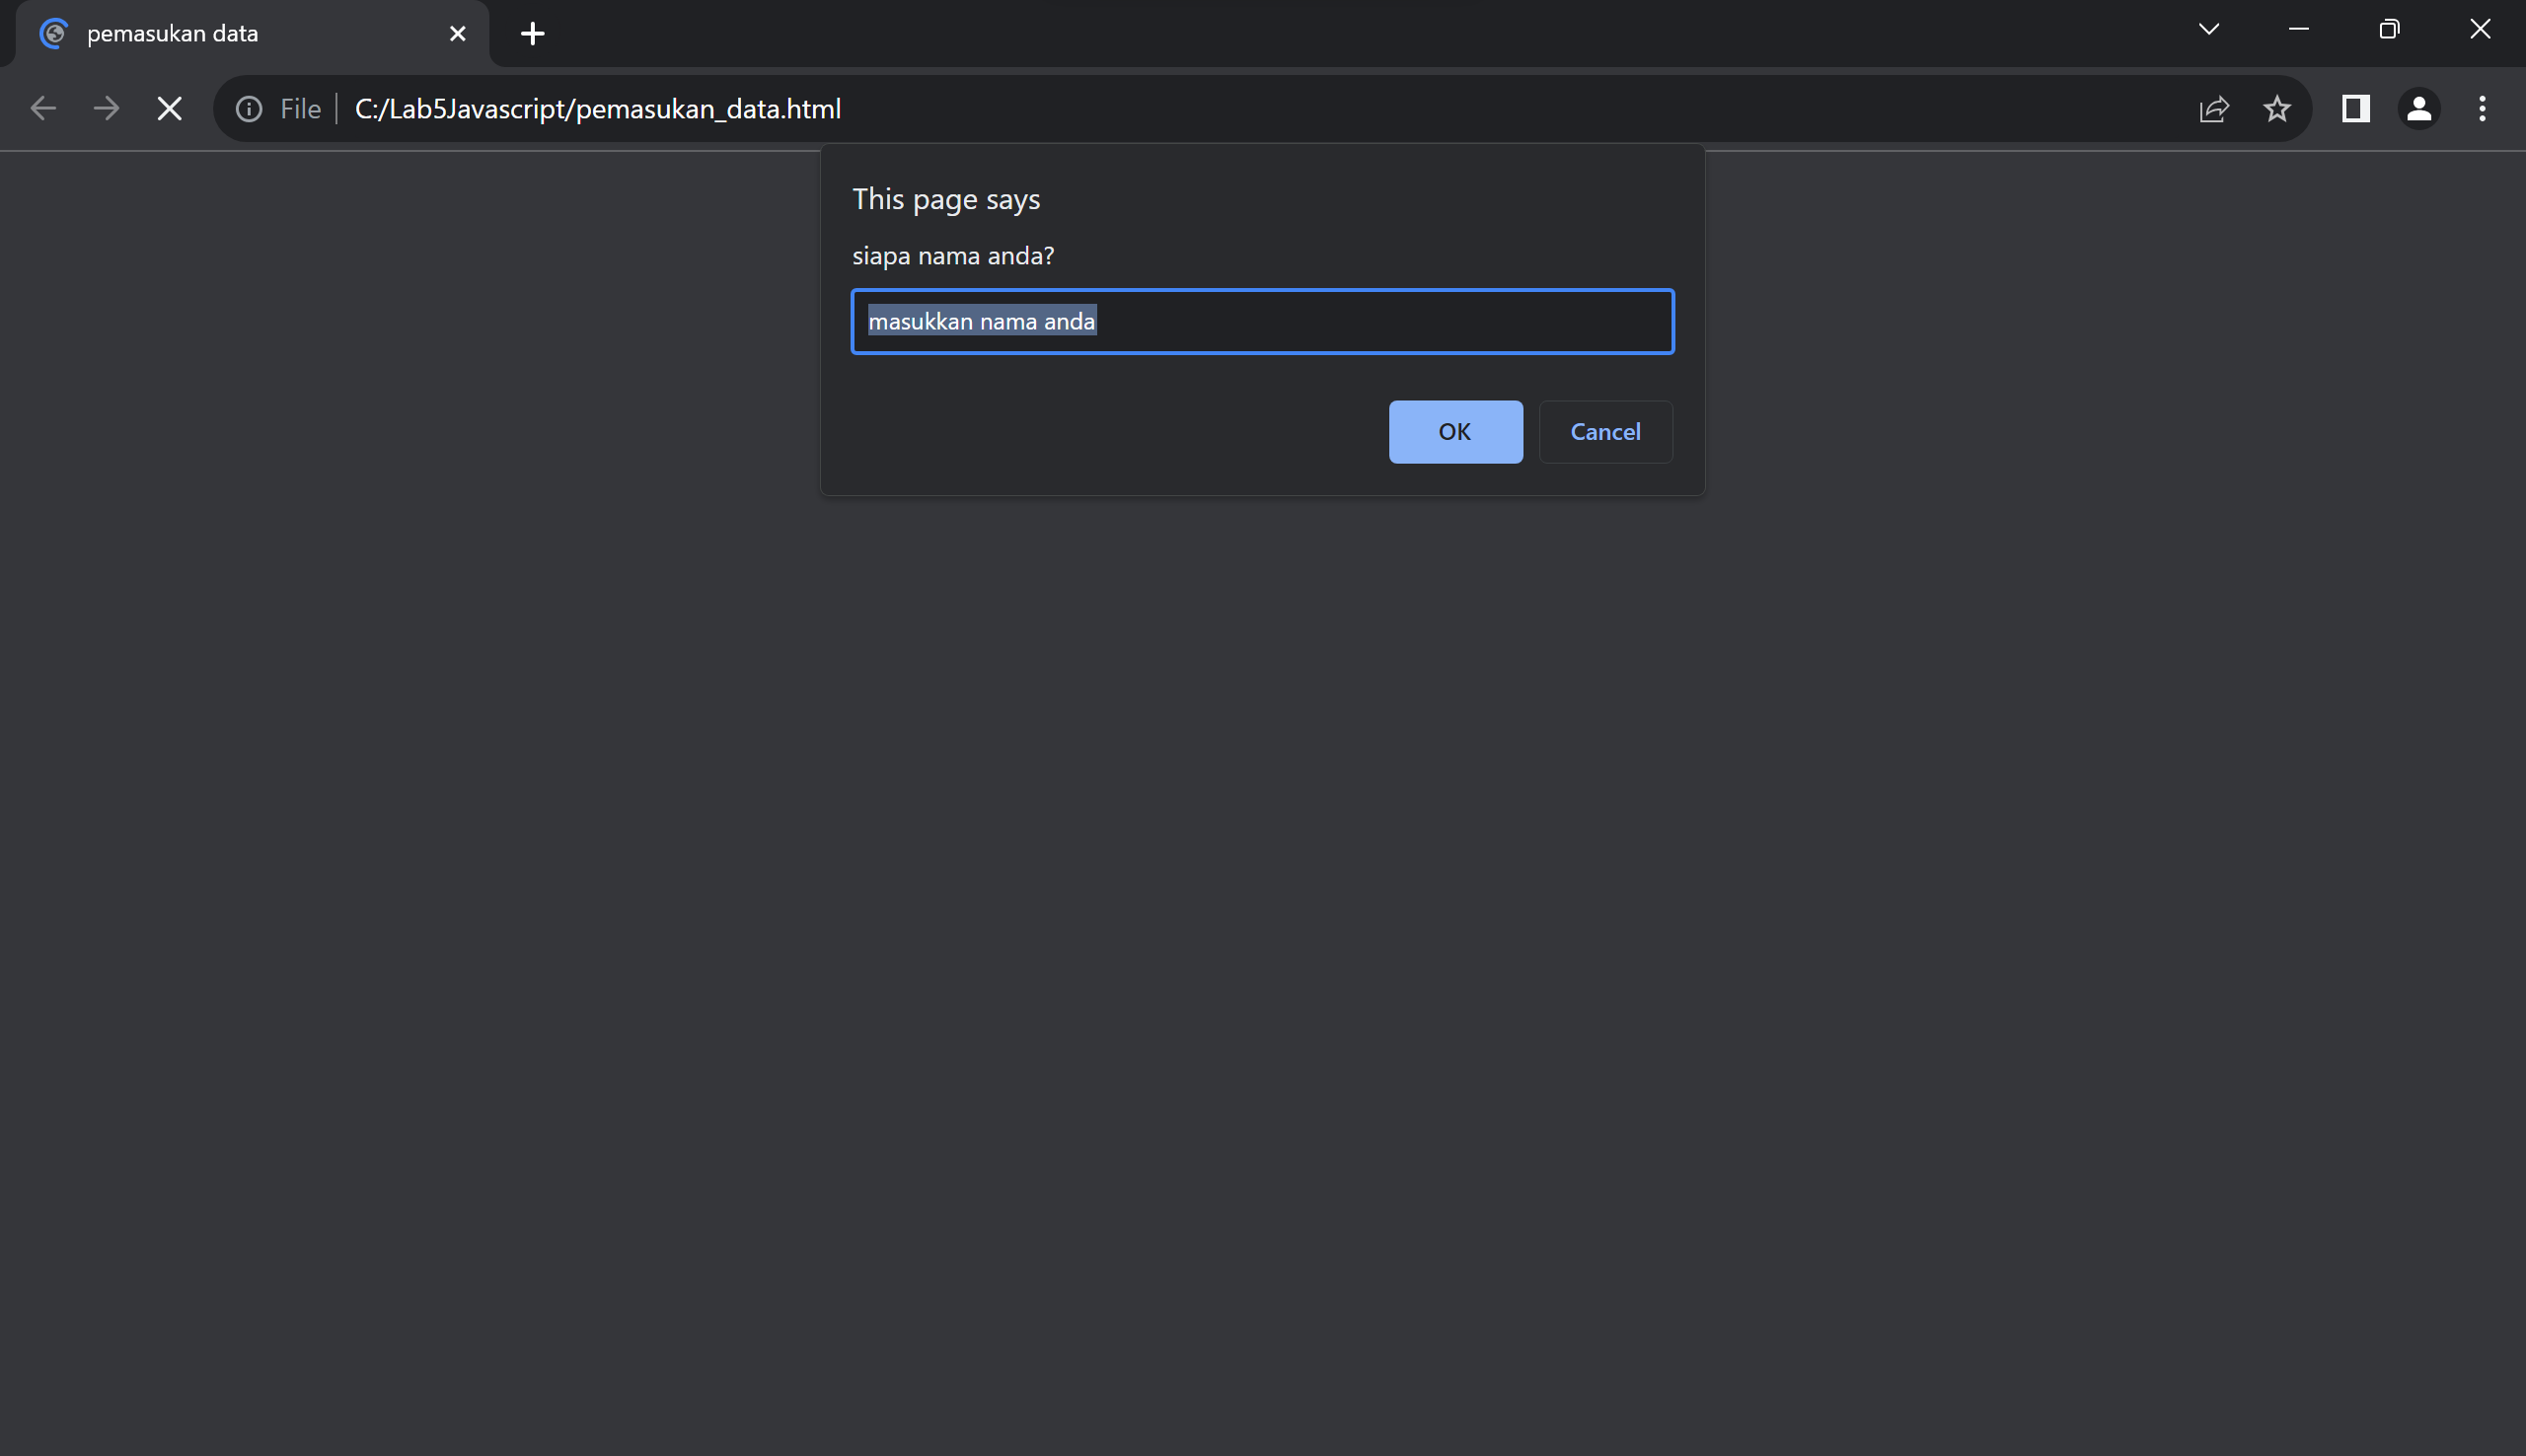 pemasukan data
File
C:/Lab5Javascript/pemasukan_data.html
This page says
siapa nama anda?
masukkan nama anda
OK
Cancel